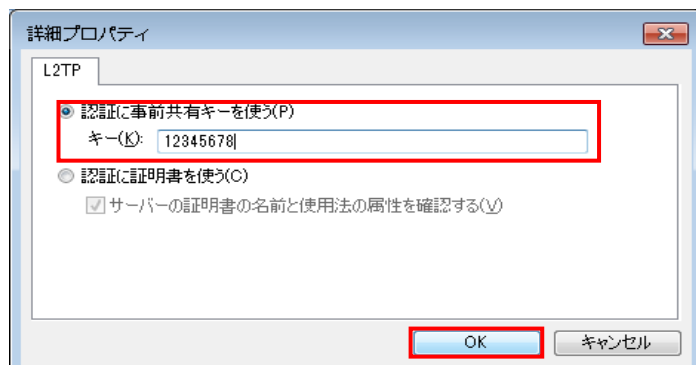 詳細プロパティ
L2TP
認証に事前共有キーを使う(P)
キー(K): 12345678
認証に証明書を使う(C)
サーバーの証明書の名前と使用法の属性を確認する(V)
OK キャンセル